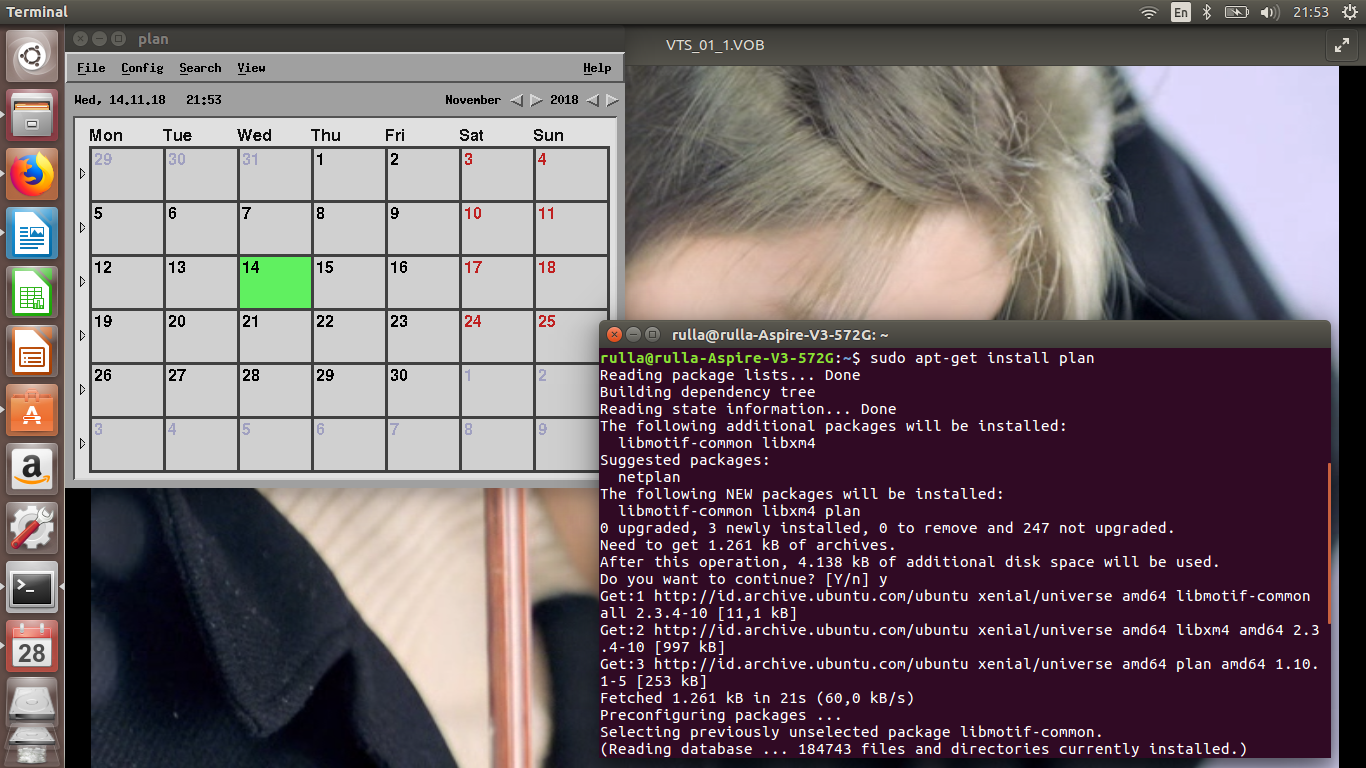 Terminal
En
21:53
plan
VTS_01_1.VOB
File Config Search View Help
Wed, 14.11.18 21:53
November 2018
Mon Tue Wed Thu Fri Sat Sun
29 30 31 1 2 3 4
5 6 7 8 9 10 11
12 13 14 15 16 17 18
19 20 21 22 23 24 25
26 27 28 29 30 1 2
3 4 5 6 7 8 9
rulla@rulla-Aspire-V3-572G: ~
rulla@rulla-Aspire-V3-572G:~$ sudo apt-get install plan
Reading package lists... Done
Building dependency tree
Reading state information... Done
The following additional packages will be installed:
libmotif-common libxm4
Suggested packages:
netplan
The following NEW packages will be installed:
libmotif-common libxm4 plan
0 upgraded, 3 newly installed, 0 to remove and 247 not upgraded.
Need to get 1.261 kB of archives.
After this operation, 4.138 kB of additional disk space will be used.
Do you want to continue? [Y/n] y
Get:1 http://id.archive.ubuntu.com/ubuntu xenial/universe amd64 libmotif-common
all 2.3.4-10 [11,1 kB]
Get:2 http://id.archive.ubuntu.com/ubuntu xenial/universe amd64 libxm4 amd64 2.3
.4-10 [997 kB]
Get:3 http://id.archive.ubuntu.com/ubuntu xenial/universe amd64 plan amd64 1.10.
1-5 [253 kB]
Fetched 1.261 kB in 21s (60,0 kB/s)
Preconfiguring packages ...
Selecting previously unselected package libmotif-common.
(Reading database ... 184743 files and directories currently installed.)
a
>_
28